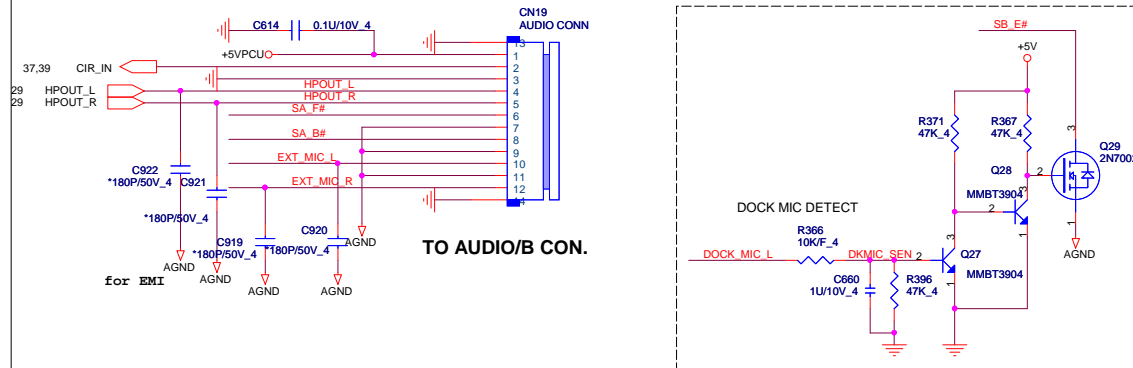 CN19
AUDIO CONN
C614
0.1U/10V_4
13
+5VPCU
1
37,39
CIR_IN
2
3
29
HPOUT_L
HPOUT_L
4
29
HPOUT_R
HPOUT_R
5
SA_F#
6
7
SA_B#
8
9
EXT_MIC_L
10
11
EXT_MIC_R
12
14
C922
*180P/50V_4
C921
*180P/50V_4
C919
*180P/50V_4
C920
*180P/50V_4
AGND
AGND
AGND
AGND
AGND
for EMI
TO AUDIO/B CON.
SB_E#
+5V
R371
47K_4
R367
47K_4
3
Q29
2
1
AGND
Q28
3
MMBT3904
2
1
DOCK MIC DETECT
R366
10K/F_4
DOCK_MIC_L
DKMIC_SEN
2
3
Q27
MMBT3904
1
C660
1U/10V_4
R396
47K_4